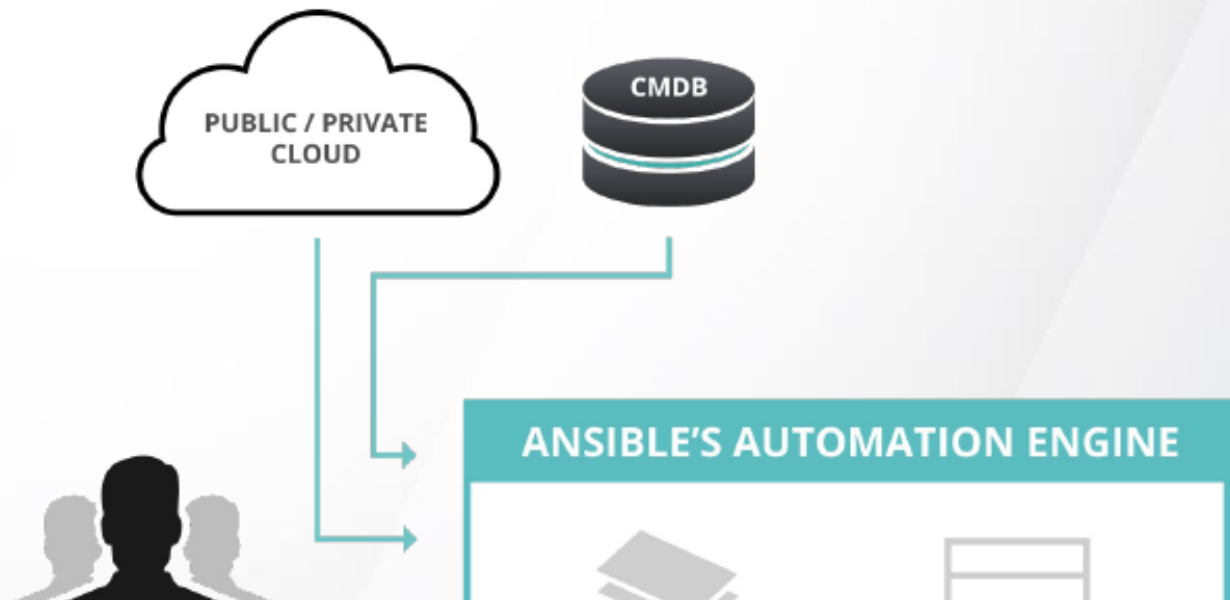 PUBLIC / PRIVATE
CLOUD
CMDB
ANSIBLE’S AUTOMATION ENGINE